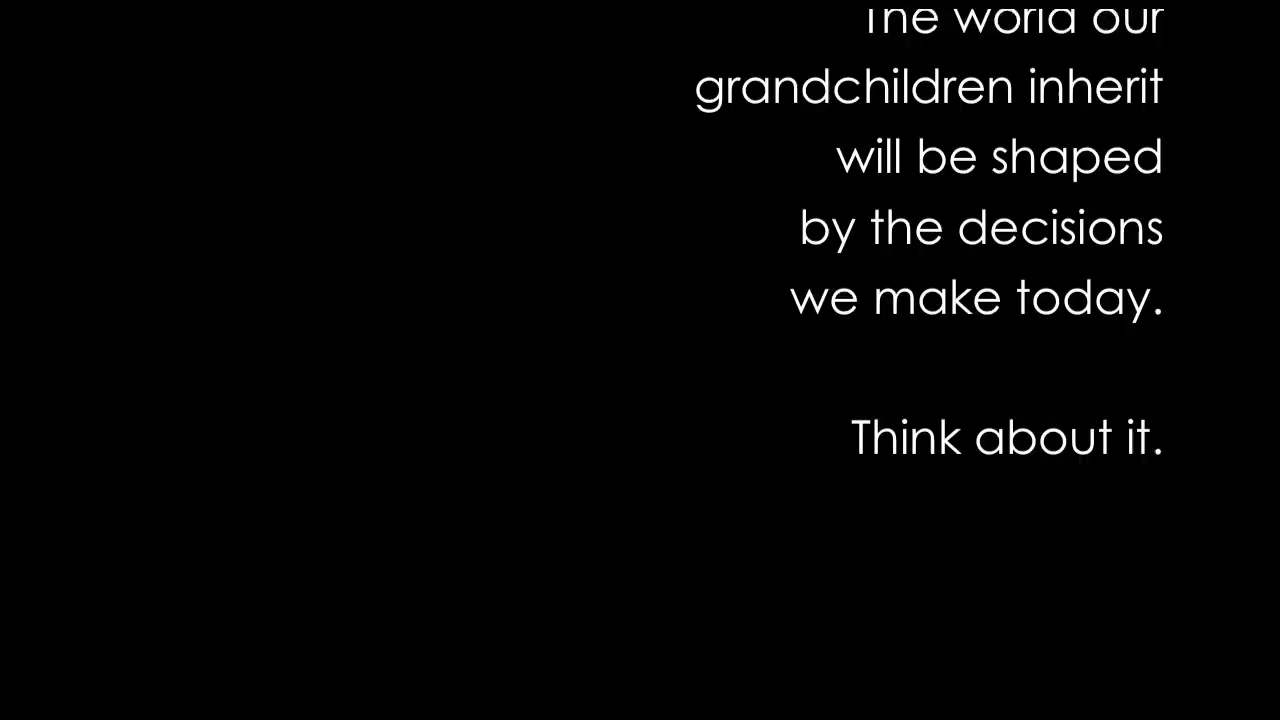 The world our
grandchildren inherit
will be shaped
by the decisions
we make today.
Think about it.